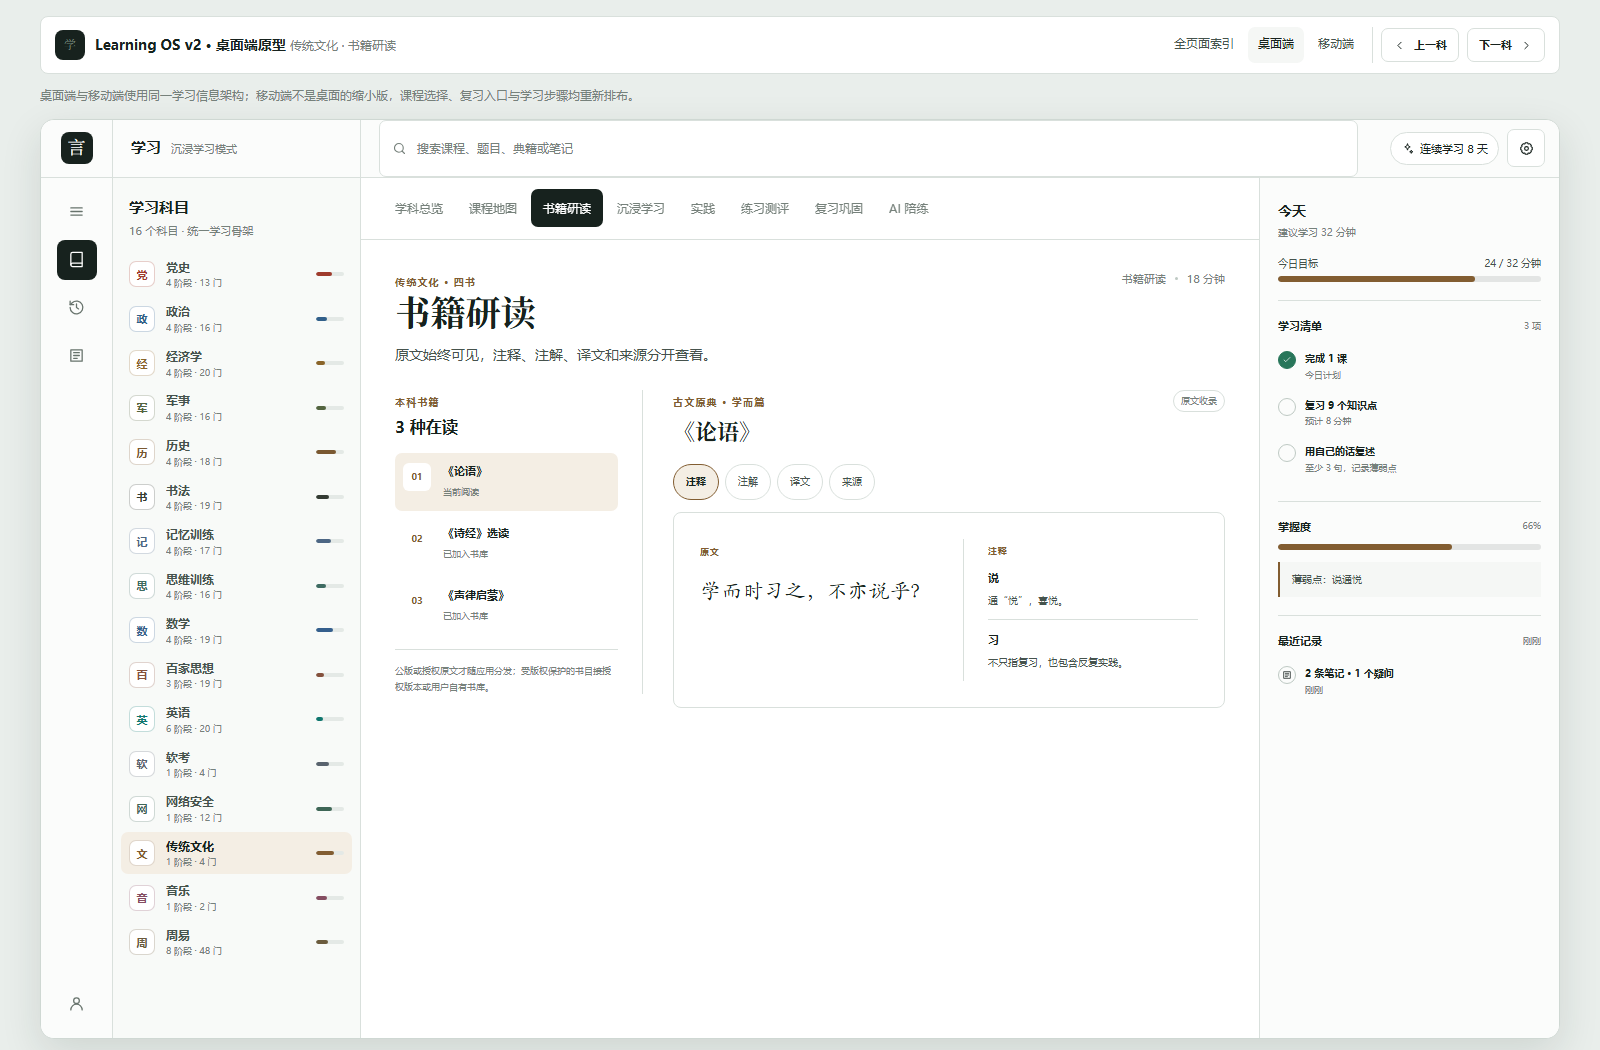 学
Learning OS v2 • 桌面端原型 传统文化 · 书籍研读
全页面索引
桌面端
移动端
上一科
下一科
桌面端与移动端使用同一学习信息架构；移动端不是桌面的缩小版，课程选择、复习入口与学习步骤均重新排布。
言
学习 沉浸学习模式
搜索课程、题目、典籍或笔记
连续学习 8 天
学习科目
16 个科目 · 统一学习骨架
党
党史
4 阶段 · 13 门
政
政治
4 阶段 · 16 门
经
经济学
4 阶段 · 20 门
军
军事
4 阶段 · 16 门
历
历史
4 阶段 · 18 门
书
书法
4 阶段 · 19 门
记
记忆训练
4 阶段 · 17 门
思
思维训练
4 阶段 · 16 门
数
数学
4 阶段 · 19 门
百
百家思想
3 阶段 · 19 门
英
英语
6 阶段 · 20 门
软
软考
1 阶段 · 4 门
网
网络安全
1 阶段 · 12 门
文
传统文化
1 阶段 · 4 门
音
音乐
1 阶段 · 2 门
周
周易
8 阶段 · 48 门
学科总览
课程地图
书籍研读
沉浸学习
实践
练习测评
复习巩固
AI 陪练
传统文化 • 四书
书籍研读
原文始终可见，注释、注解、译文和来源分开查看。
书籍研读 • 18 分钟
本科书籍
3 种在读
01
《论语》
当前阅读
02
《诗经》选读
已加入书库
03
《声律启蒙》
已加入书库
公版或授权原文才随应用分发；受版权保护的书目接授
权版本或用户自有书库。
古文原典 • 学而篇
《论语》
原文收录
注释
注解
译文
来源
原文
学而时习之，不亦说乎？
注释
说
通“悦”，喜悦。
习
不只指复习，也包含反复实践。
今天
建议学习 32 分钟
今日目标
24 / 32 分钟
学习清单
3 项
完成 1 课
今日计划
复习 9 个知识点
预计 8 分钟
用自己的话复述
至少 3 句，记录薄弱点
掌握度
66%
薄弱点：说通悦
最近记录
刚刚
2 条笔记 • 1 个疑问
刚刚